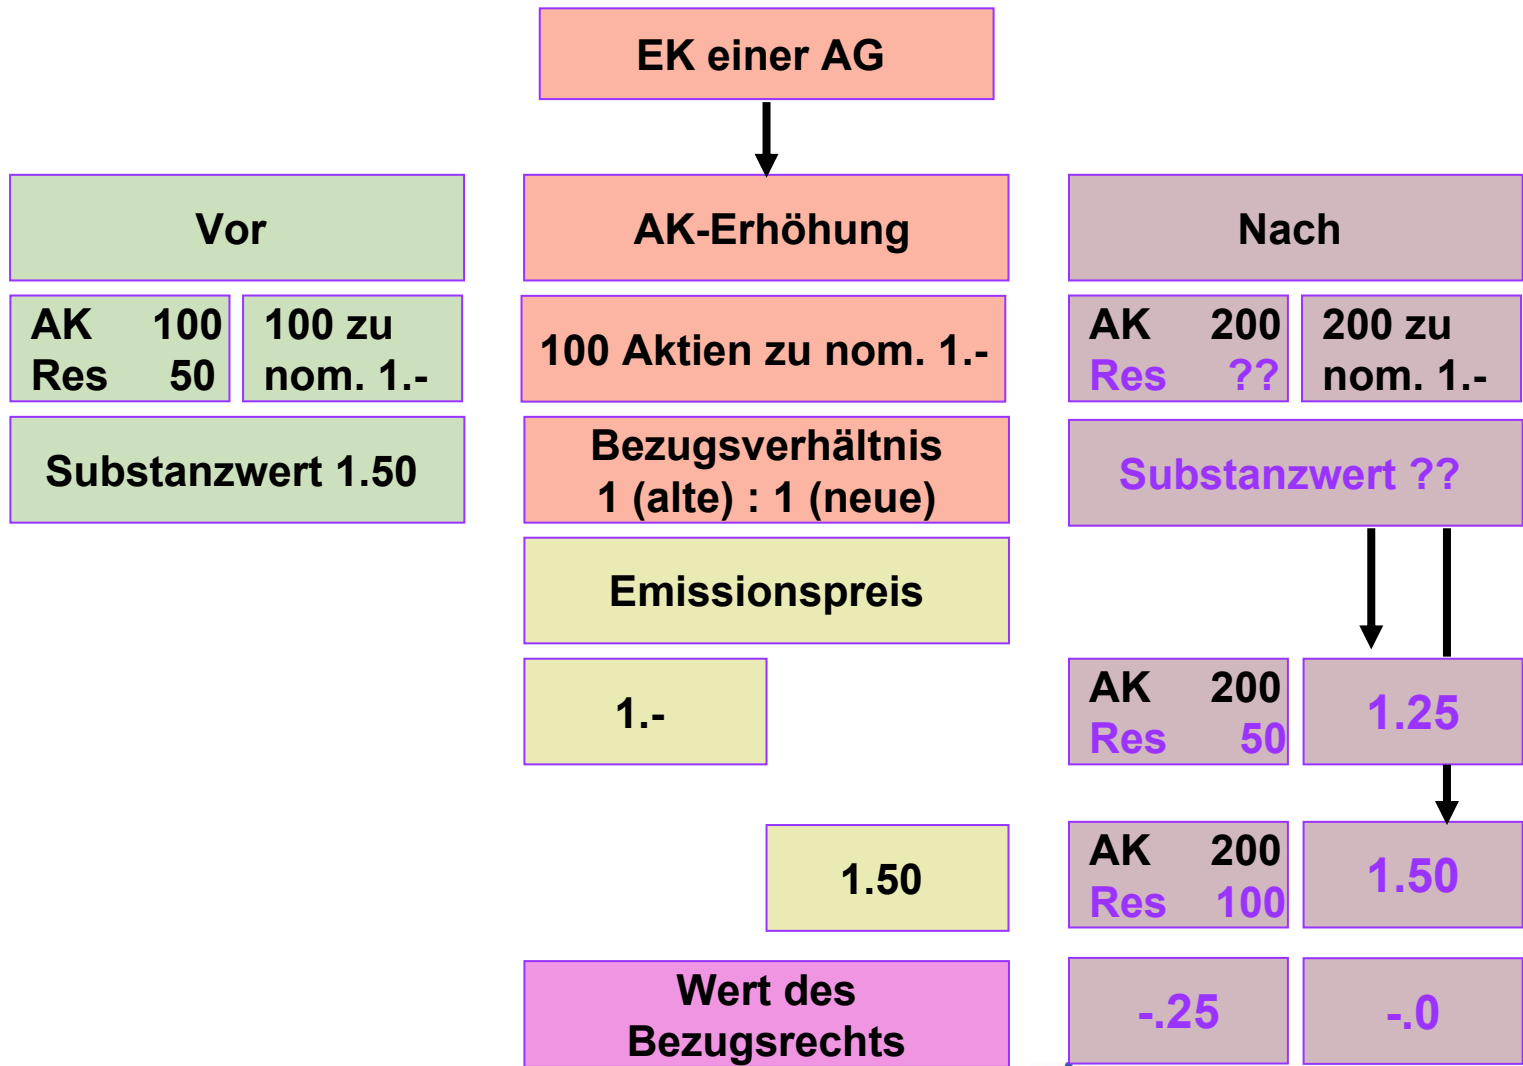 EK einer AG
Vor
AK-Erhöhung
Nach
AK 100
Res 50
100 zu
nom. 1.-
100 Aktien zu nom. 1.-
AK 200
Res ??
200 zu
nom. 1.-
Substanzwert 1.50
Bezugsverhältnis
1 (alte) : 1 (neue)
Substanzwert ??
Emissionspreis
1.-
AK 200
Res 50
1.25
1.50
AK 200
Res 100
1.50
Wert des
Bezugsrechts
-.25
-.0